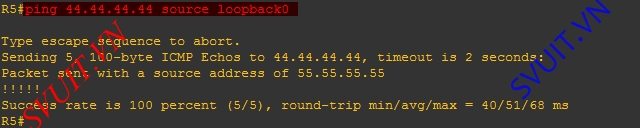 R5#ping 44.44.44.44 source loopback0
Type escape sequence to abort.
Sending 5, 100-byte ICMP Echos to 44.44.44.44, timeout is 2 seconds:
Packet sent with a source address of 55.55.55.55
!!!!!
Success rate is 100 percent (5/5), round-trip min/avg/max = 40/51/68 ms
R5#
SVUIT.VN
SVUIT.VN